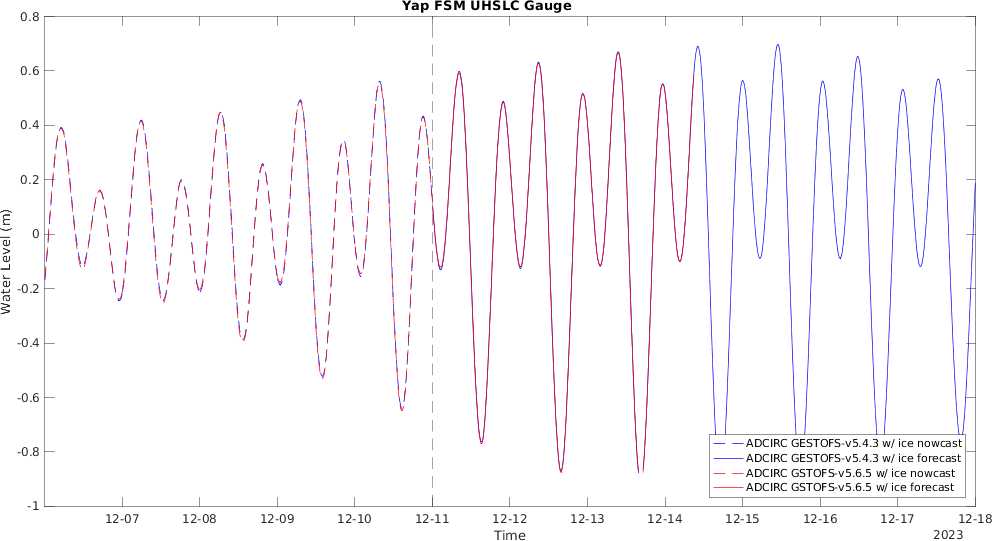 Yap FSM UHSLC Gauge
0.8
0.6
0.4
0.2
0
-0.2
-0.4
-0.6
-0.8
-1
Water Level (m)
ADCIRC GESTOFS-v5.4.3 w/ ice nowcast
ADCIRC GESTOFS-v5.4.3 w/ ice forecast
ADCIRC GSTOFS-v5.6.5 w/ ice nowcast
ADCIRC GSTOFS-v5.6.5 w/ ice forecast
12-07 12-08 12-09 12-10 12-11 12-12 12-13 12-14 12-15 12-16 12-17 12-18
Time
2023